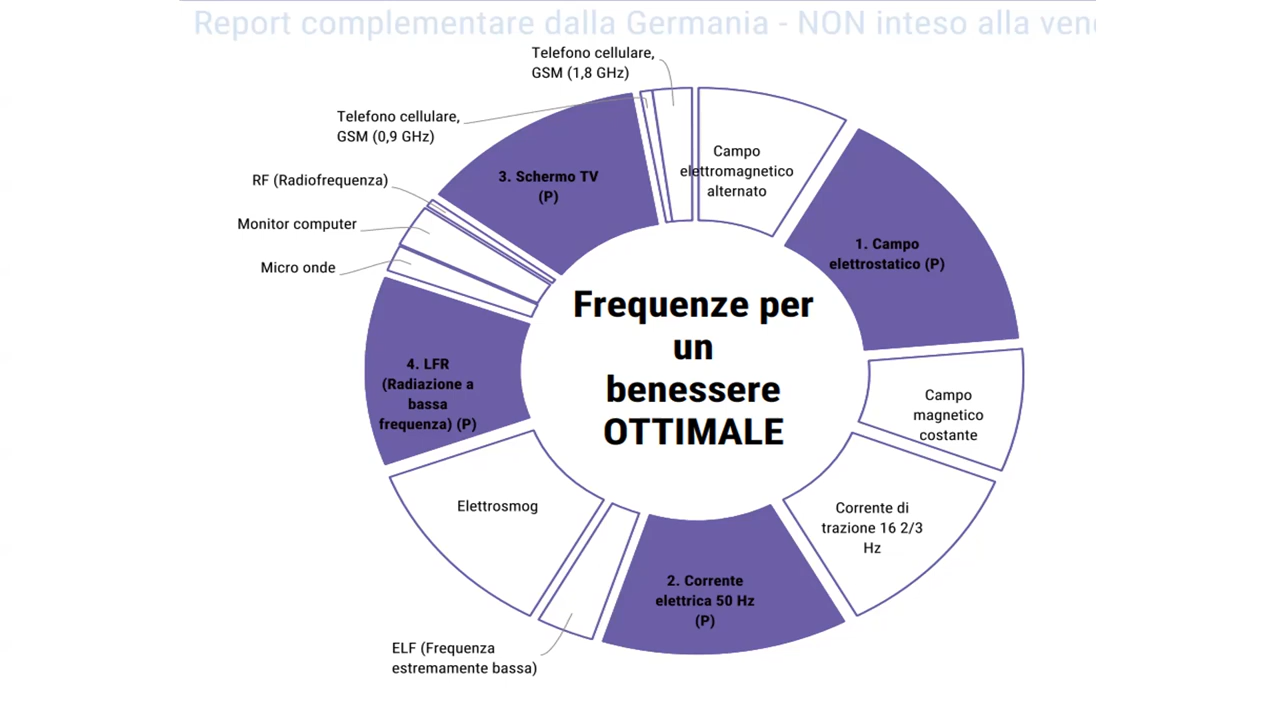 Report complementare dalla Germania - NON inteso alla
Telefono cellulare,
GSM (1,8 GHz)
Telefono cellulare,
GSM (0,9 GHz)
RF (Radiofrequenza)
Monitor computer
Micro onde
3. Schermo TV
(P)
Campo
elettromagnetico
alternato
1. Campo
elettrostatico (P)
Frequenze per
un
benessere
OTTIMALE
4. LFR
(Radiazione a
bassa
frequenza) (P)
Campo
magnetico
costante
Elettrosmog
Corrente di
trazione 16 2/3
Hz
2. Corrente
elettrica 50 Hz
(P)
ELF (Frequenza
estremamente bassa)